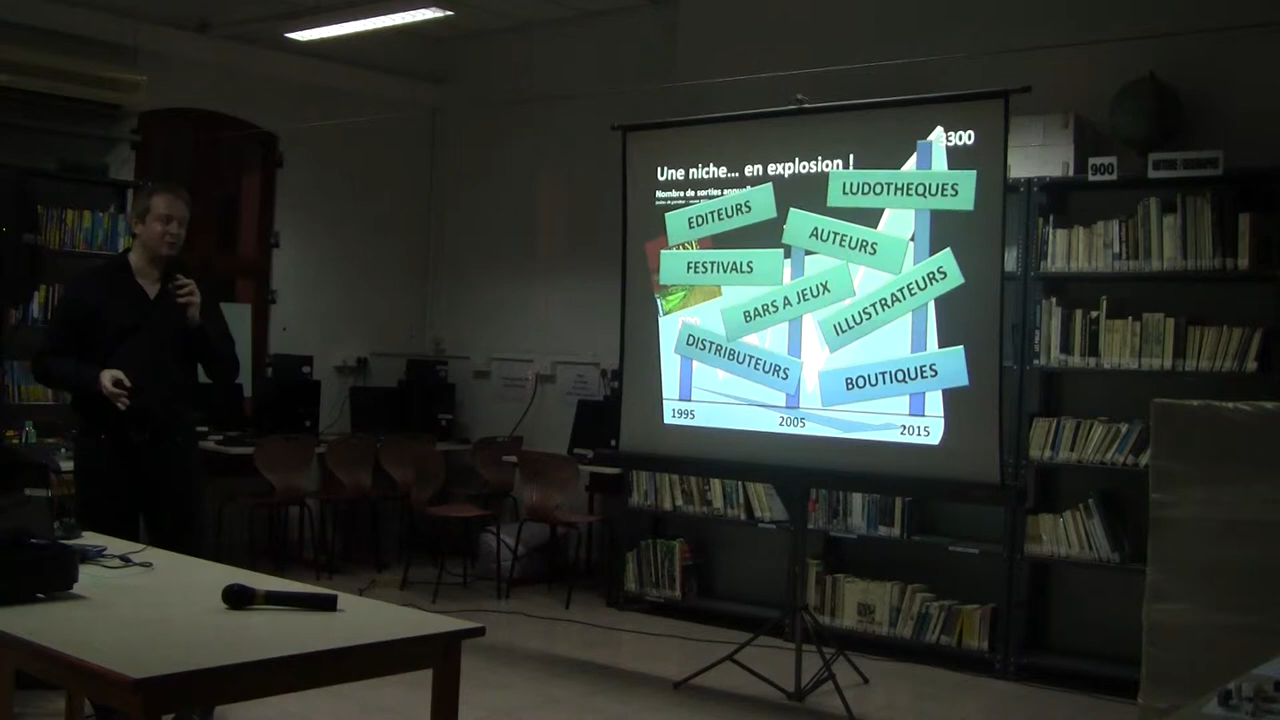 Une niche... en explosion !
3300
Nombre de sorties
LUDOTHEQUES
EDITEURS
AUTEURS
FESTIVALS
BARS A JEUX
ILLUSTRATEURS
DISTRIBUTEURS
BOUTIQUES
1995
2005
2015
900